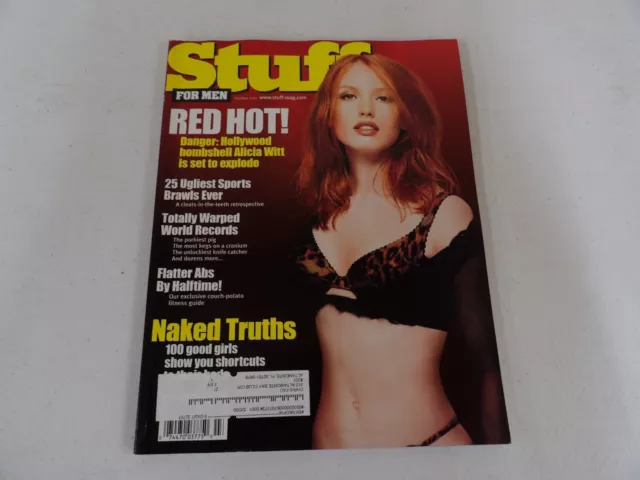 Stuff
FOR MEN
www.stuff-mag.com
RED HOT!
Danger: Hollywood
bombshell Alicia Witt
is set to explode
25 Ugliest Sports
Brawls Ever
A cleats-in-the-teeth retrospective
Totally Warped
World Records
The porkiest pig
The most kegs on a cranium
The unluckiest knife catcher
And dozens more...
Flatter Abs
By Halftime!
Our exclusive couch-potato
fitness guide
Naked Truths
100 good girls
show you shortcuts